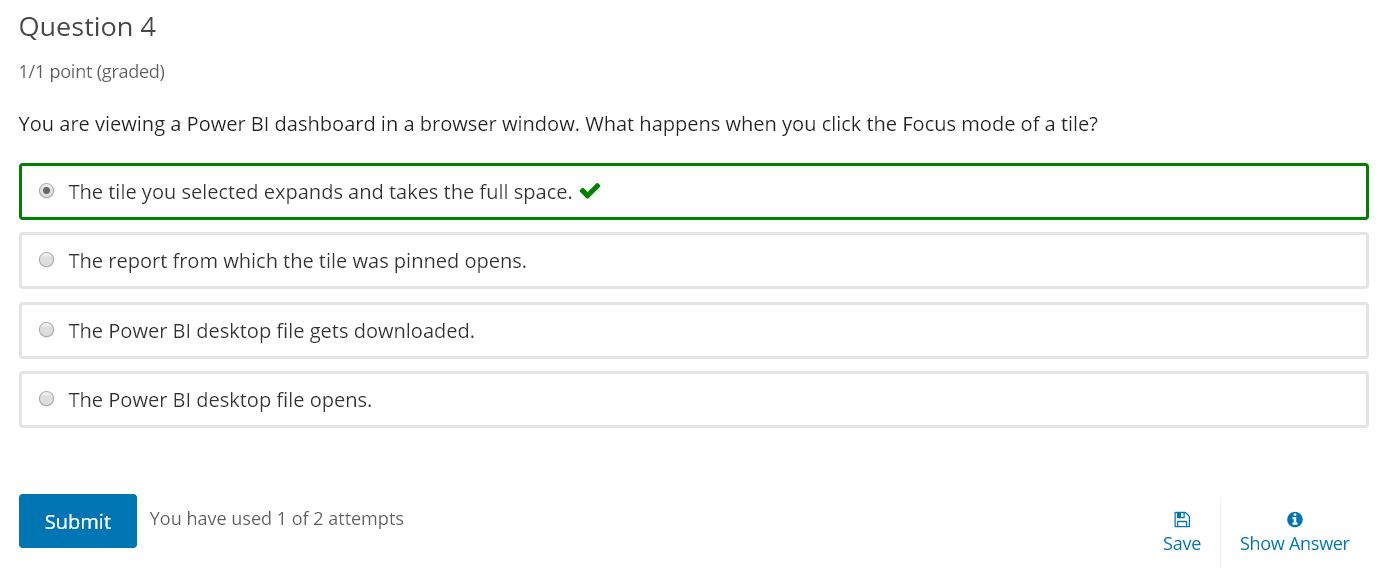 Question 4
1/1 point (graded)
You are viewing a Power BI dashboard in a browser window. What happens when you click the Focus mode of a tile?
The tile you selected expands and takes the full space.
The report from which the tile was pinned opens.
The Power BI desktop file gets downloaded.
The Power BI desktop file opens.
Submit
You have used 1 of 2 attempts
Save
Show Answer